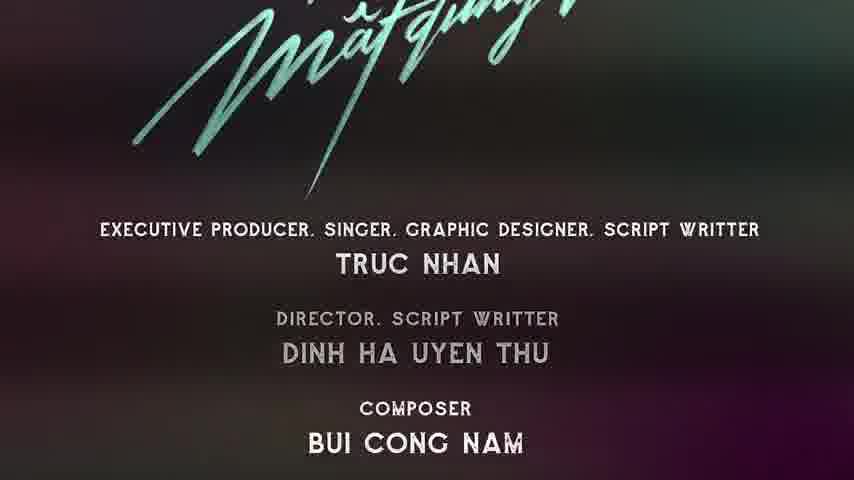 mất
EXECUTIVE PRODUCER. SINGER. GRAPHIC DESIGNER. SCRIPT WRITTER
TRUC NHAN
DIRECTOR. SCRIPT WRITTER
DINH HA UYEN THU
COMPOSER
BUI CONG NAM